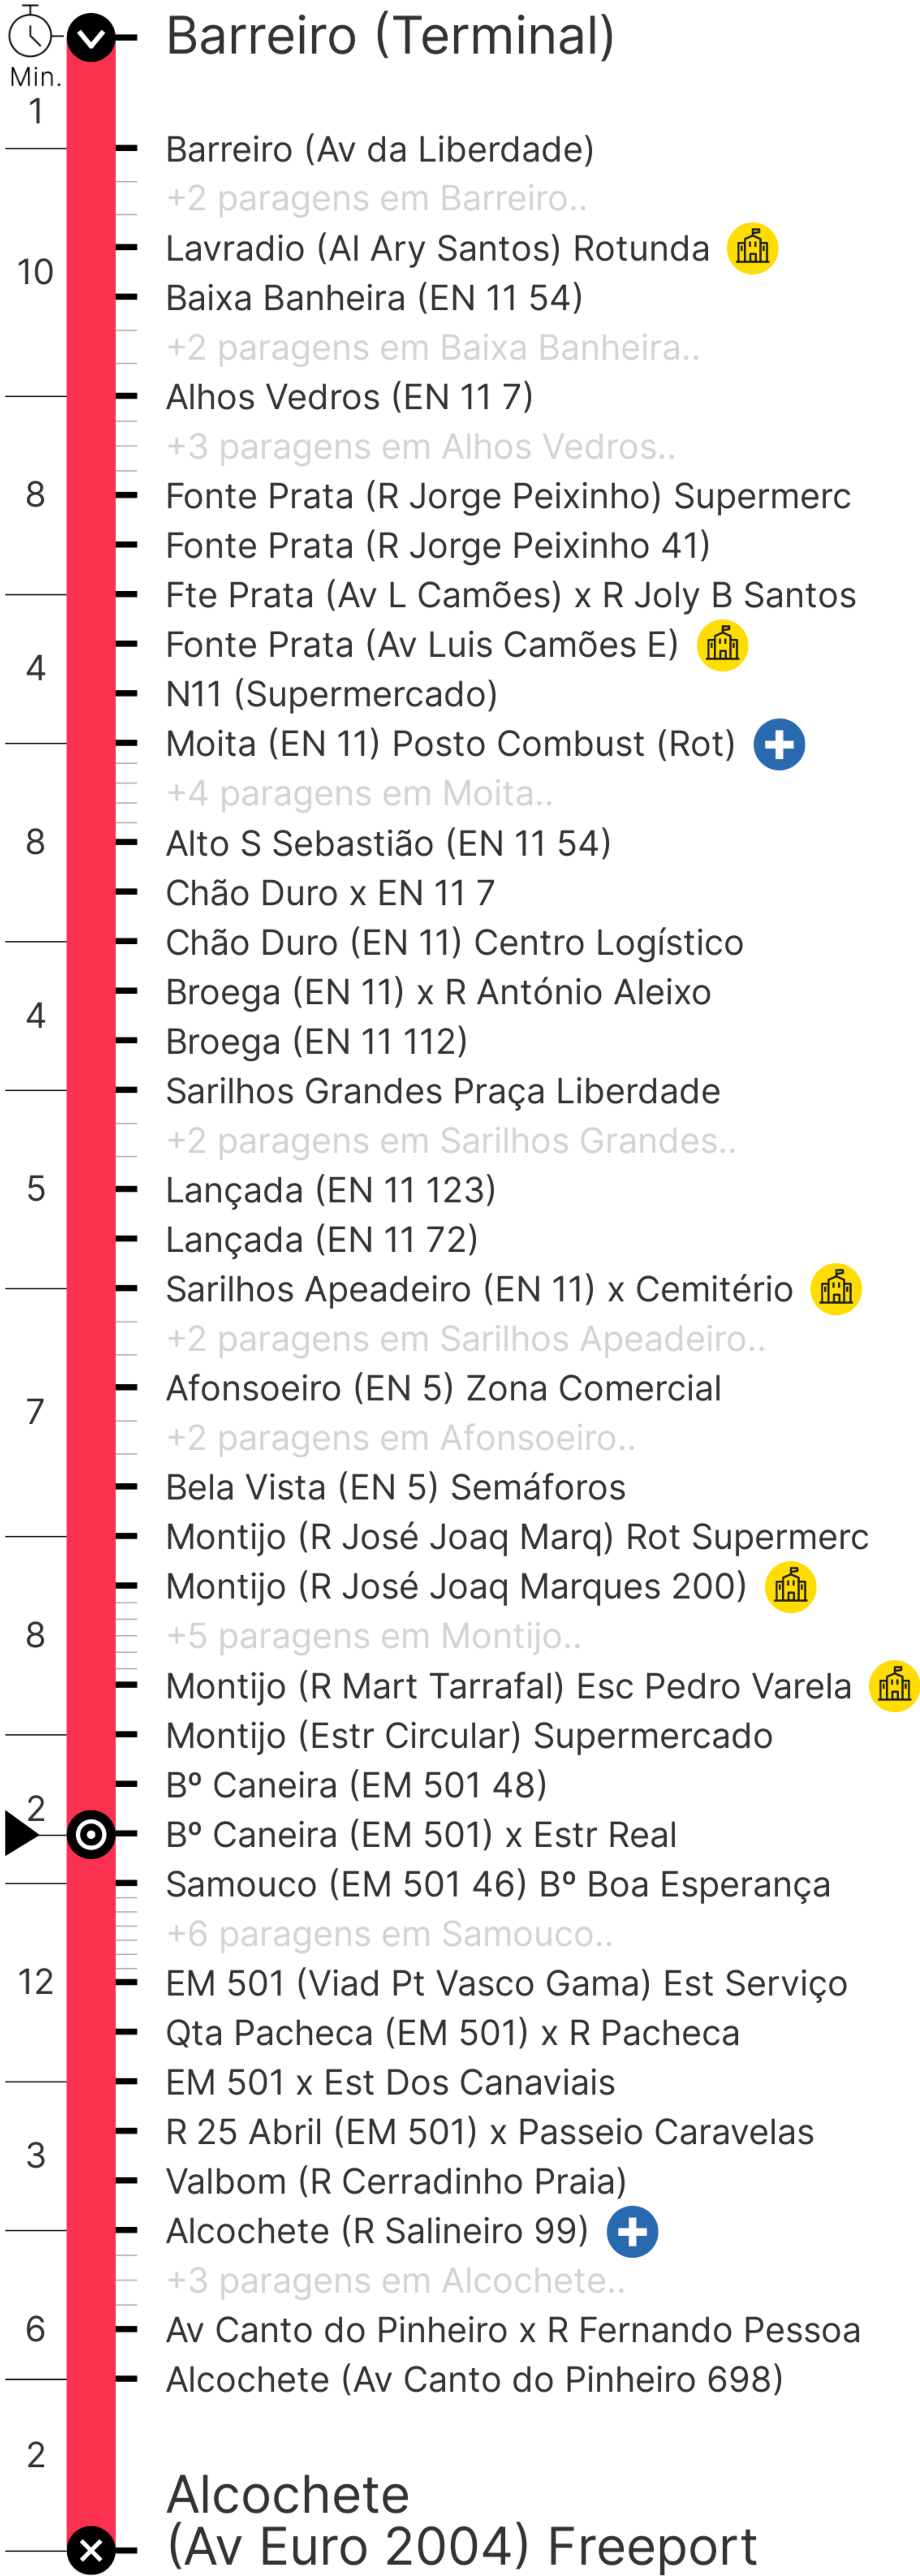 Barreiro (Terminal)
Min.
1
Barreiro (Av da Liberdade)
+2 paragens em Barreiro..
Lavradio (Al Ary Santos) Rotunda
10
Baixa Banheira (EN 11 54)
+2 paragens em Baixa Banheira..
Alhos Vedros (EN 11 7)
+3 paragens em Alhos Vedros..
8
Fonte Prata (R Jorge Peixinho) Supermerc
Fonte Prata (R Jorge Peixinho 41)
Fte Prata (Av L Camões) x R Joly B Santos
Fonte Prata (Av Luis Camões E)
4
N11 (Supermercado)
Moita (EN 11) Posto Combust (Rot)
+4 paragens em Moita..
8
Alto S Sebastião (EN 11 54)
Chão Duro x EN 11 7
Chão Duro (EN 11) Centro Logístico
Broega (EN 11) x R António Aleixo
4
Broega (EN 11 112)
Sarilhos Grandes Praça Liberdade
+2 paragens em Sarilhos Grandes..
5
Lançada (EN 11 123)
Lançada (EN 11 72)
Sarilhos Apeadeiro (EN 11) x Cemitério
+2 paragens em Sarilhos Apeadeiro..
Afonsoeiro (EN 5) Zona Comercial
7
+2 paragens em Afonsoeiro..
Bela Vista (EN 5) Semáforos
Montijo (R José Joaq Marq) Rot Supermerc
Montijo (R José Joaq Marques 200)
8
+5 paragens em Montijo..
Montijo (R Mart Tarrafal) Esc Pedro Varela
Montijo (Estr Circular) Supermercado
Bº Caneira (EM 501 48)
2
Bº Caneira (EM 501) x Estr Real
Samouco (EM 501 46) Bº Boa Esperança
+6 paragens em Samouco..
12
EM 501 (Viad Pt Vasco Gama) Est Serviço
Qta Pacheca (EM 501) x R Pacheca
EM 501 x Est Dos Canaviais
R 25 Abril (EM 501) x Passeio Caravelas
3
Valbom (R Cerradinho Praia)
Alcochete (R Salineiro 99)
+3 paragens em Alcochete..
6
Av Canto do Pinheiro x R Fernando Pessoa
Alcochete (Av Canto do Pinheiro 698)
2
Alcochete
(Av Euro 2004) Freeport